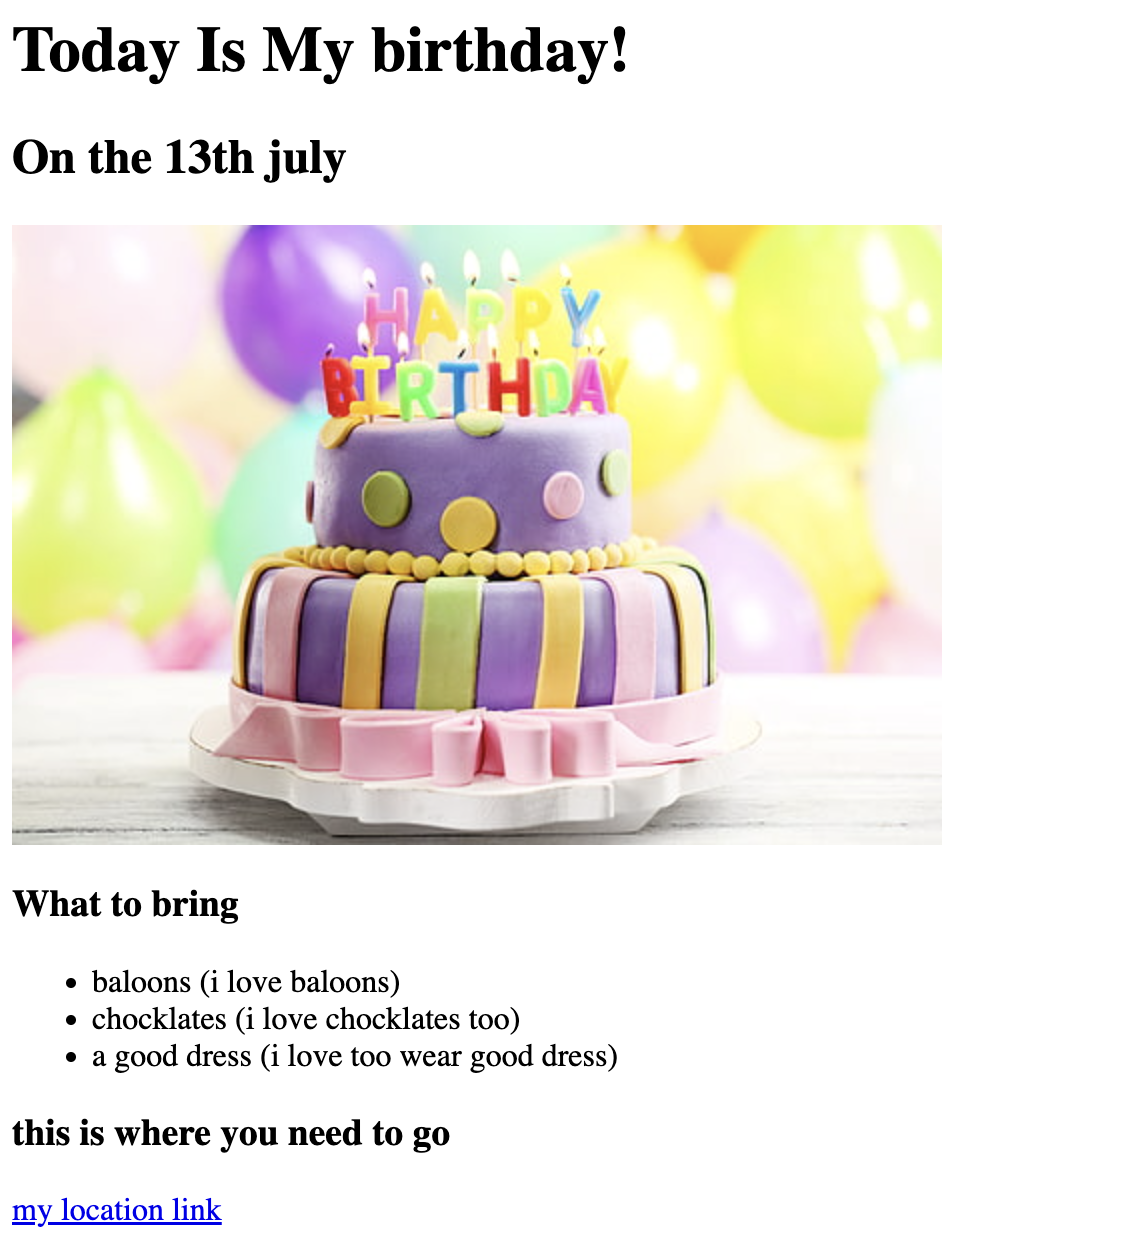 Today Is My birthday!
On the 13th july
HAPPY
BIRTHDAY
What to bring
baloons (i love baloons)
chocklates (i love chocklates too)
a good dress (i love too wear good dress)
this is where you need to go
my location link